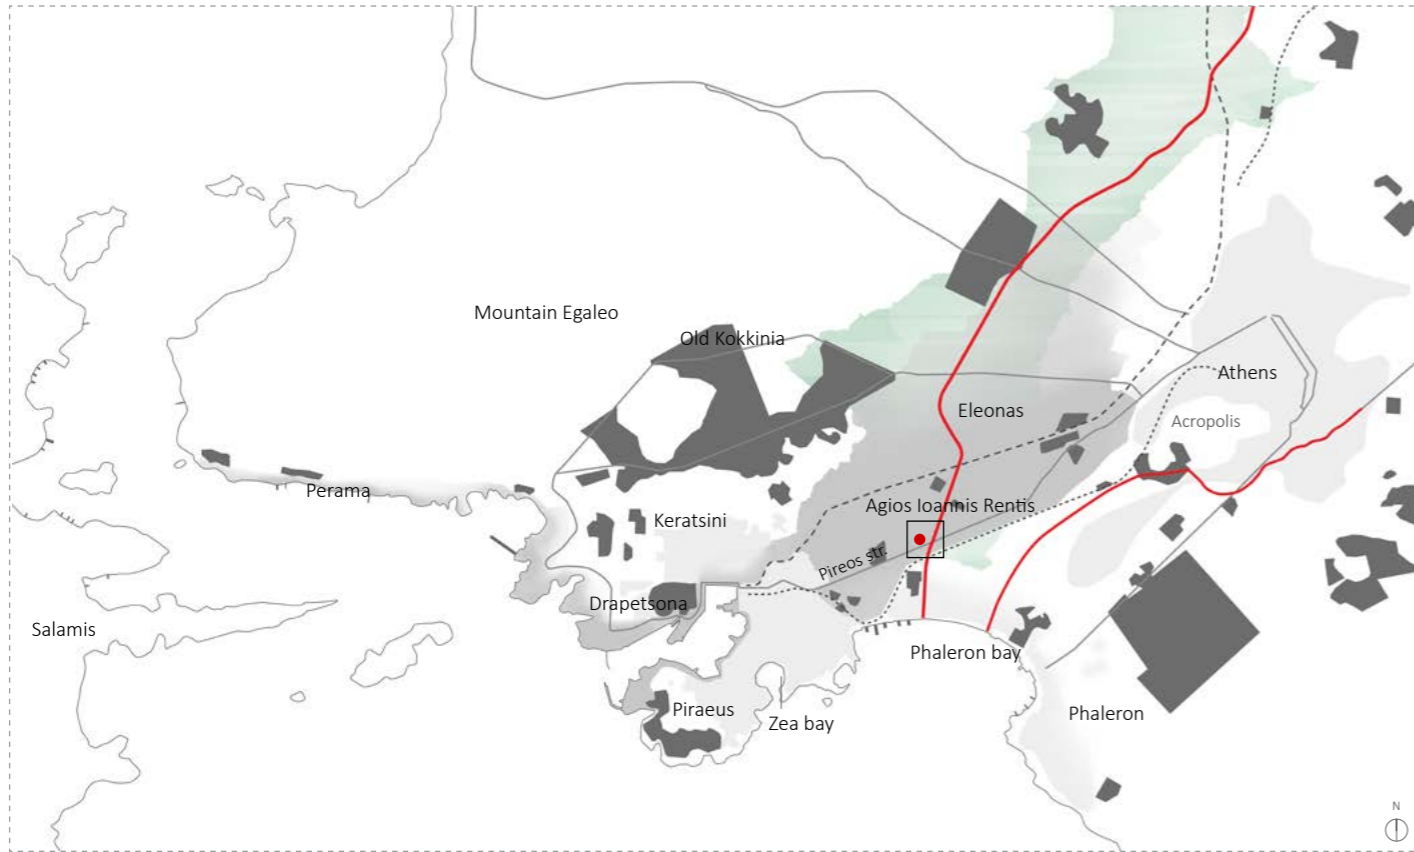 Mountain Egaleo
Old Kokkinia
Athens
Eleonas
Acropolis
Perama
Agios Ioannis Rentis
Keratsini
Pireos str.
Drapetsona
Salamis
Phaleron bay
Piraeus
Phaleron
Zea bay
N